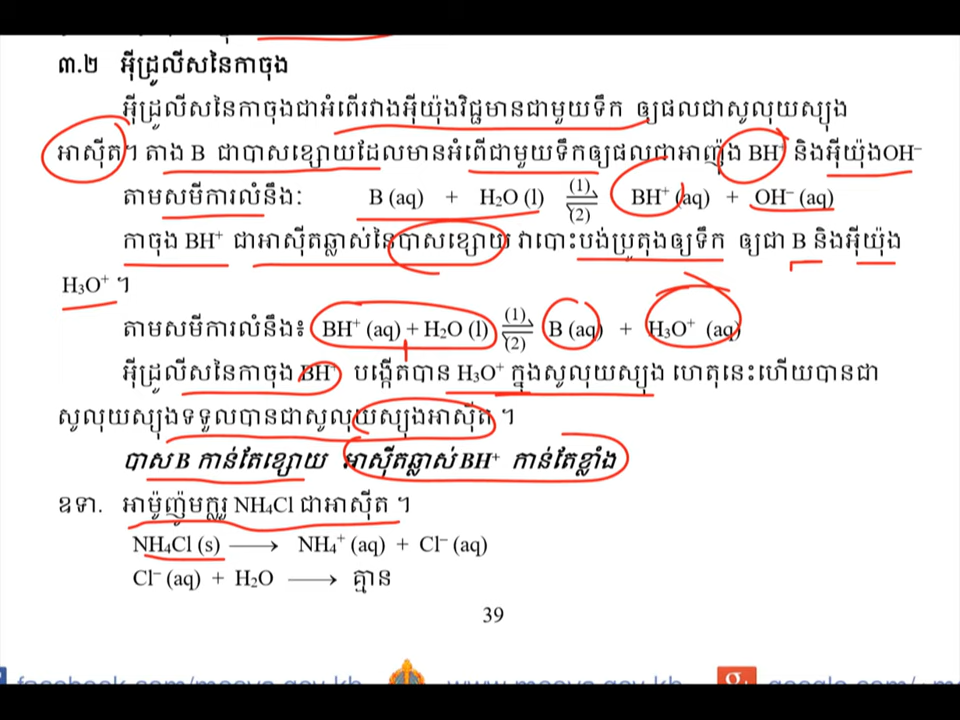 ៣.២ អ៊ីដ្រូលីសនៃកាចុង
អ៊ីដ្រូលីសនៃកាចុងជាអំពើរវាងអ៊ីយ៉ុងវិជ្ជមានជាមួយទឹក ឲ្យផលជាសូលុយស្យុង
អាស៊ីត។ តាង B ជាបាសខ្សោយដែលមានអំពើជាមួយទឹកឲ្យផលជាអាញ៉ុង BH⁺ និងអ៊ីយ៉ុងOH⁻
តាមសមីការលំនឹង: B (aq) + H₂O (l) (1) (2) BH⁺ (aq) + OH⁻ (aq)
កាចុង BH⁺ ជាអាស៊ីតឆ្លាស់នៃបាសខ្សោយ វាបោះបង់ប្រូតុងឲ្យទឹក ឲ្យជា B និងអ៊ីយ៉ុង
H₃O⁺ ។
តាមសមីការលំនឹង៖ BH⁺ (aq) + H₂O (l) (1) (2) B (aq) + H₃O⁺ (aq)
អ៊ីដ្រូលីសនៃកាចុង BH⁺ បង្កើតបាន H₃O⁺ ក្នុងសូលុយស្យុង ហេតុនេះហើយបានជា
សូលុយស្យុងទទួលបានជាសូលុយស្យុងអាស៊ីត ។
បាស B កាន់តែខ្សោយ អាស៊ីតឆ្លាស់ BH⁺ កាន់តែខ្លាំង
ឧទា. អាម៉ូញ៉ូមក្លរួ NH₄Cl ជាអាស៊ីត ។
NH₄Cl (s) ⟶ NH₄⁺ (aq) + Cl⁻ (aq)
Cl⁻ (aq) + H₂O ⟶ គ្មាន
39